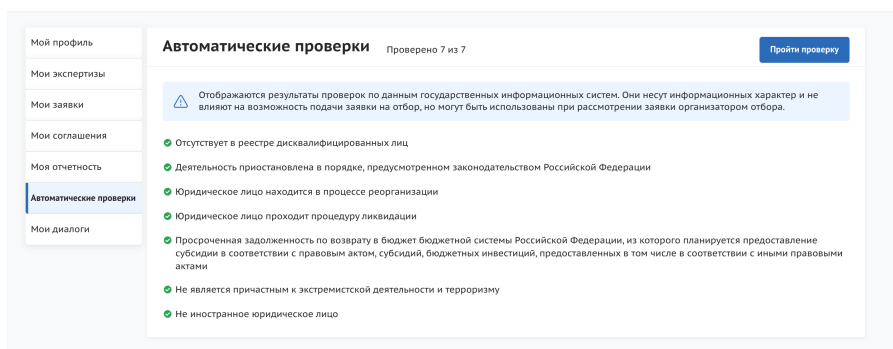 Мой профиль
Мои экспертизы
Мои заявки
Мои соглашения
Моя отчетность
Автоматические проверки
Мои диалоги
Автоматические проверки
Проверено 7 из 7
Пройти проверку
Отображаются результаты проверок по данным государственных информационных систем. Они несут информационных характер и не
влияют на возможность подачи заявки на отбор, но могут быть использованы при рассмотрении заявки организатором отбора.
Отсутствует в реестре дисквалифицированных лиц
Деятельность приостановлена в порядке, предусмотренном законодательством Российской Федерации
Юридическое лицо находится в процессе реорганизации
Юридическое лицо проходит процедуру ликвидации
Просроченная задолженность по возврату в бюджет бюджетной системы Российской Федерации, из которого планируется предоставление
субсидии в соответствии с правовым актом, субсидий, бюджетных инвестиций, предоставленных в том числе в соответствии с иными правовыми
актами
Не является причастным к экстремистской деятельности и терроризму
Не иностранное юридическое лицо